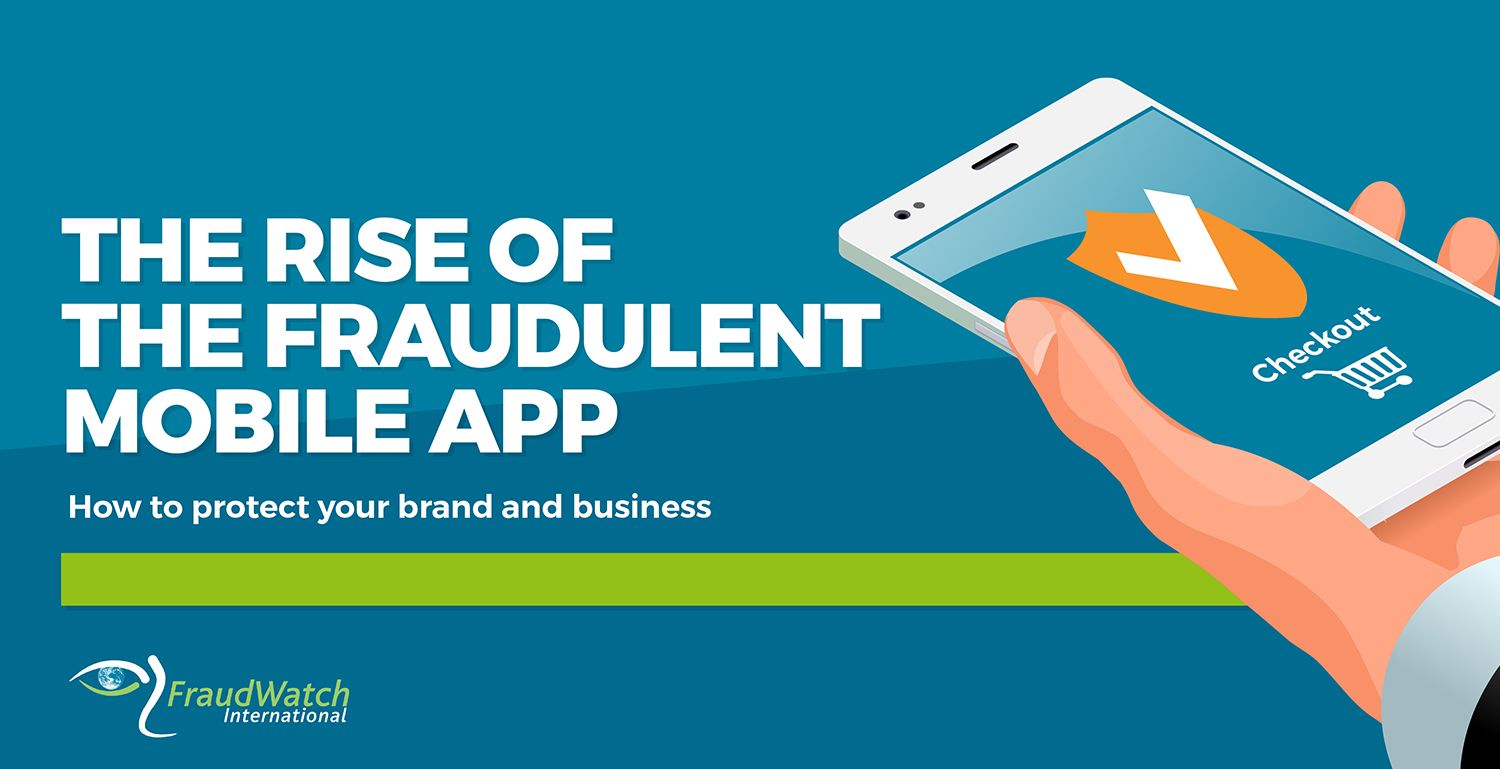 THE RISE OF
THE FRAUDULENT
MOBILE APP
How to protect your brand and business
Checkout
FraudWatch
International